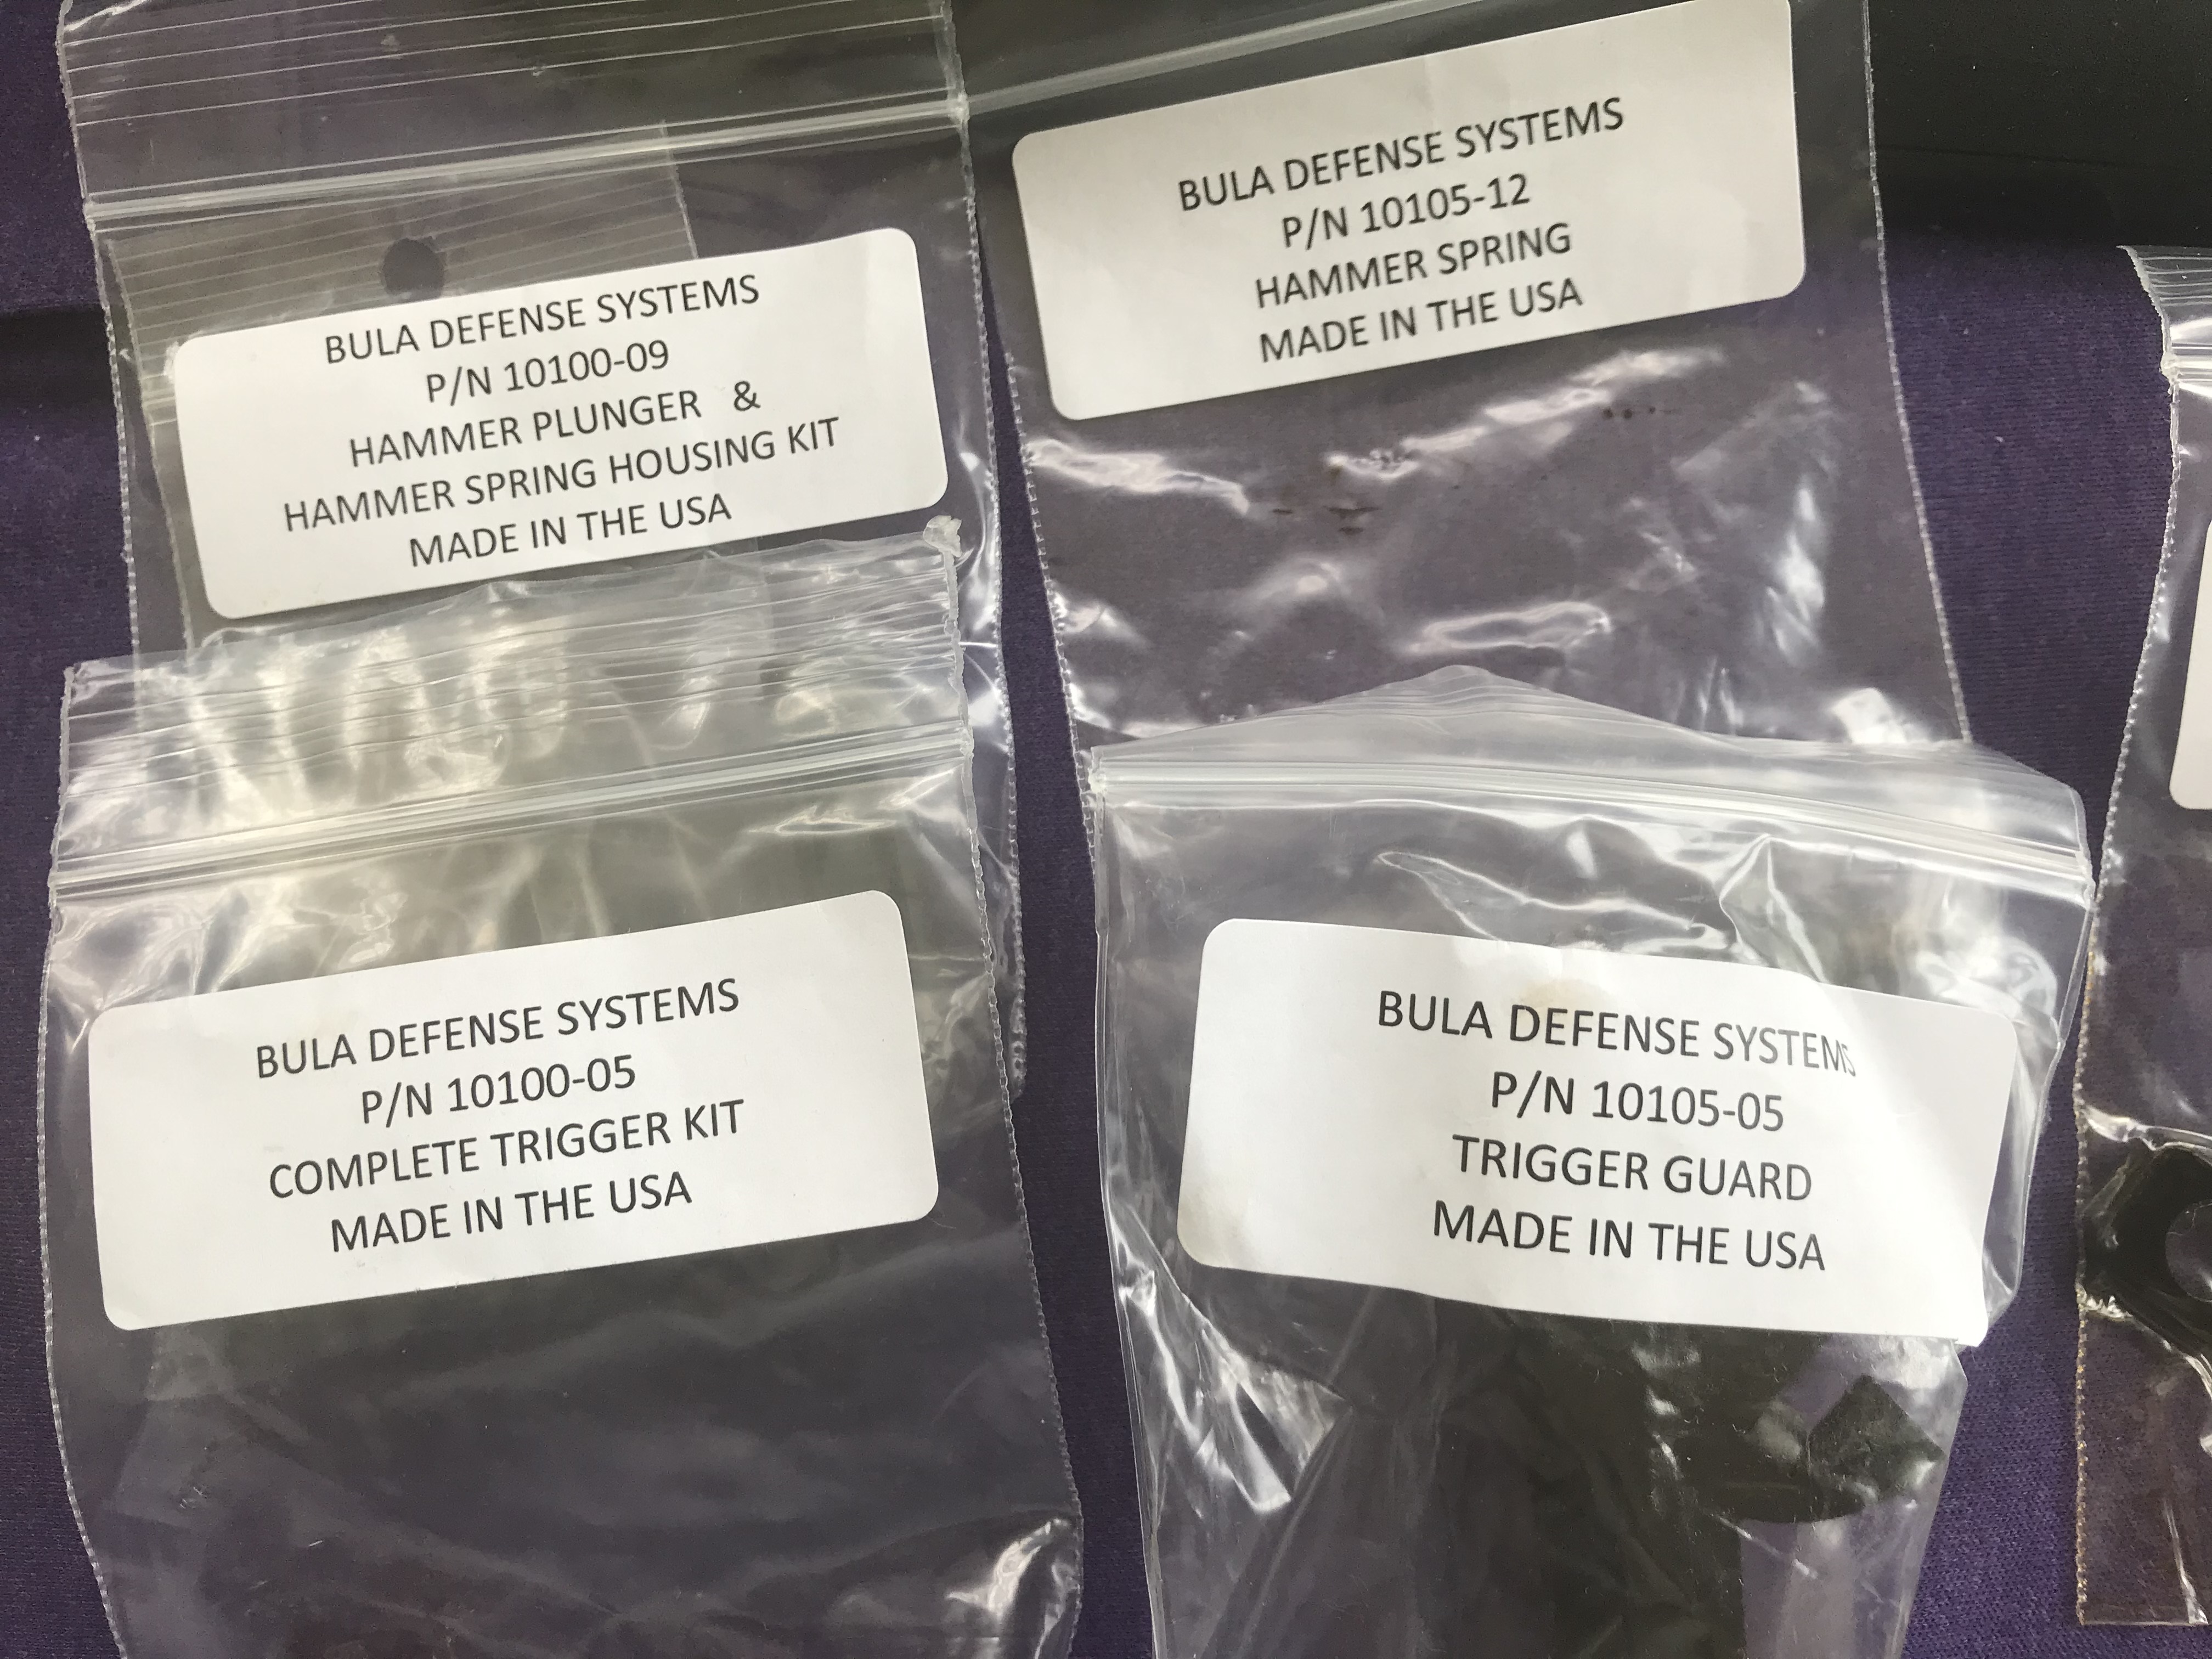 BULA DEFENSE SYSTEMS
P/N 10100-09
HAMMER PLUNGER &
HAMMER SPRING HOUSING KIT
MADE IN THE USA
BULA DEFENSE SYSTEMS
P/N 10105-12
HAMMER SPRING
MADE IN THE USA
BULA DEFENSE SYSTEMS
P/N 10100-05
COMPLETE TRIGGER KIT
MADE IN THE USA
BULA DEFENSE SYSTEMS
P/N 10105-05
TRIGGER GUARD
MADE IN THE USA